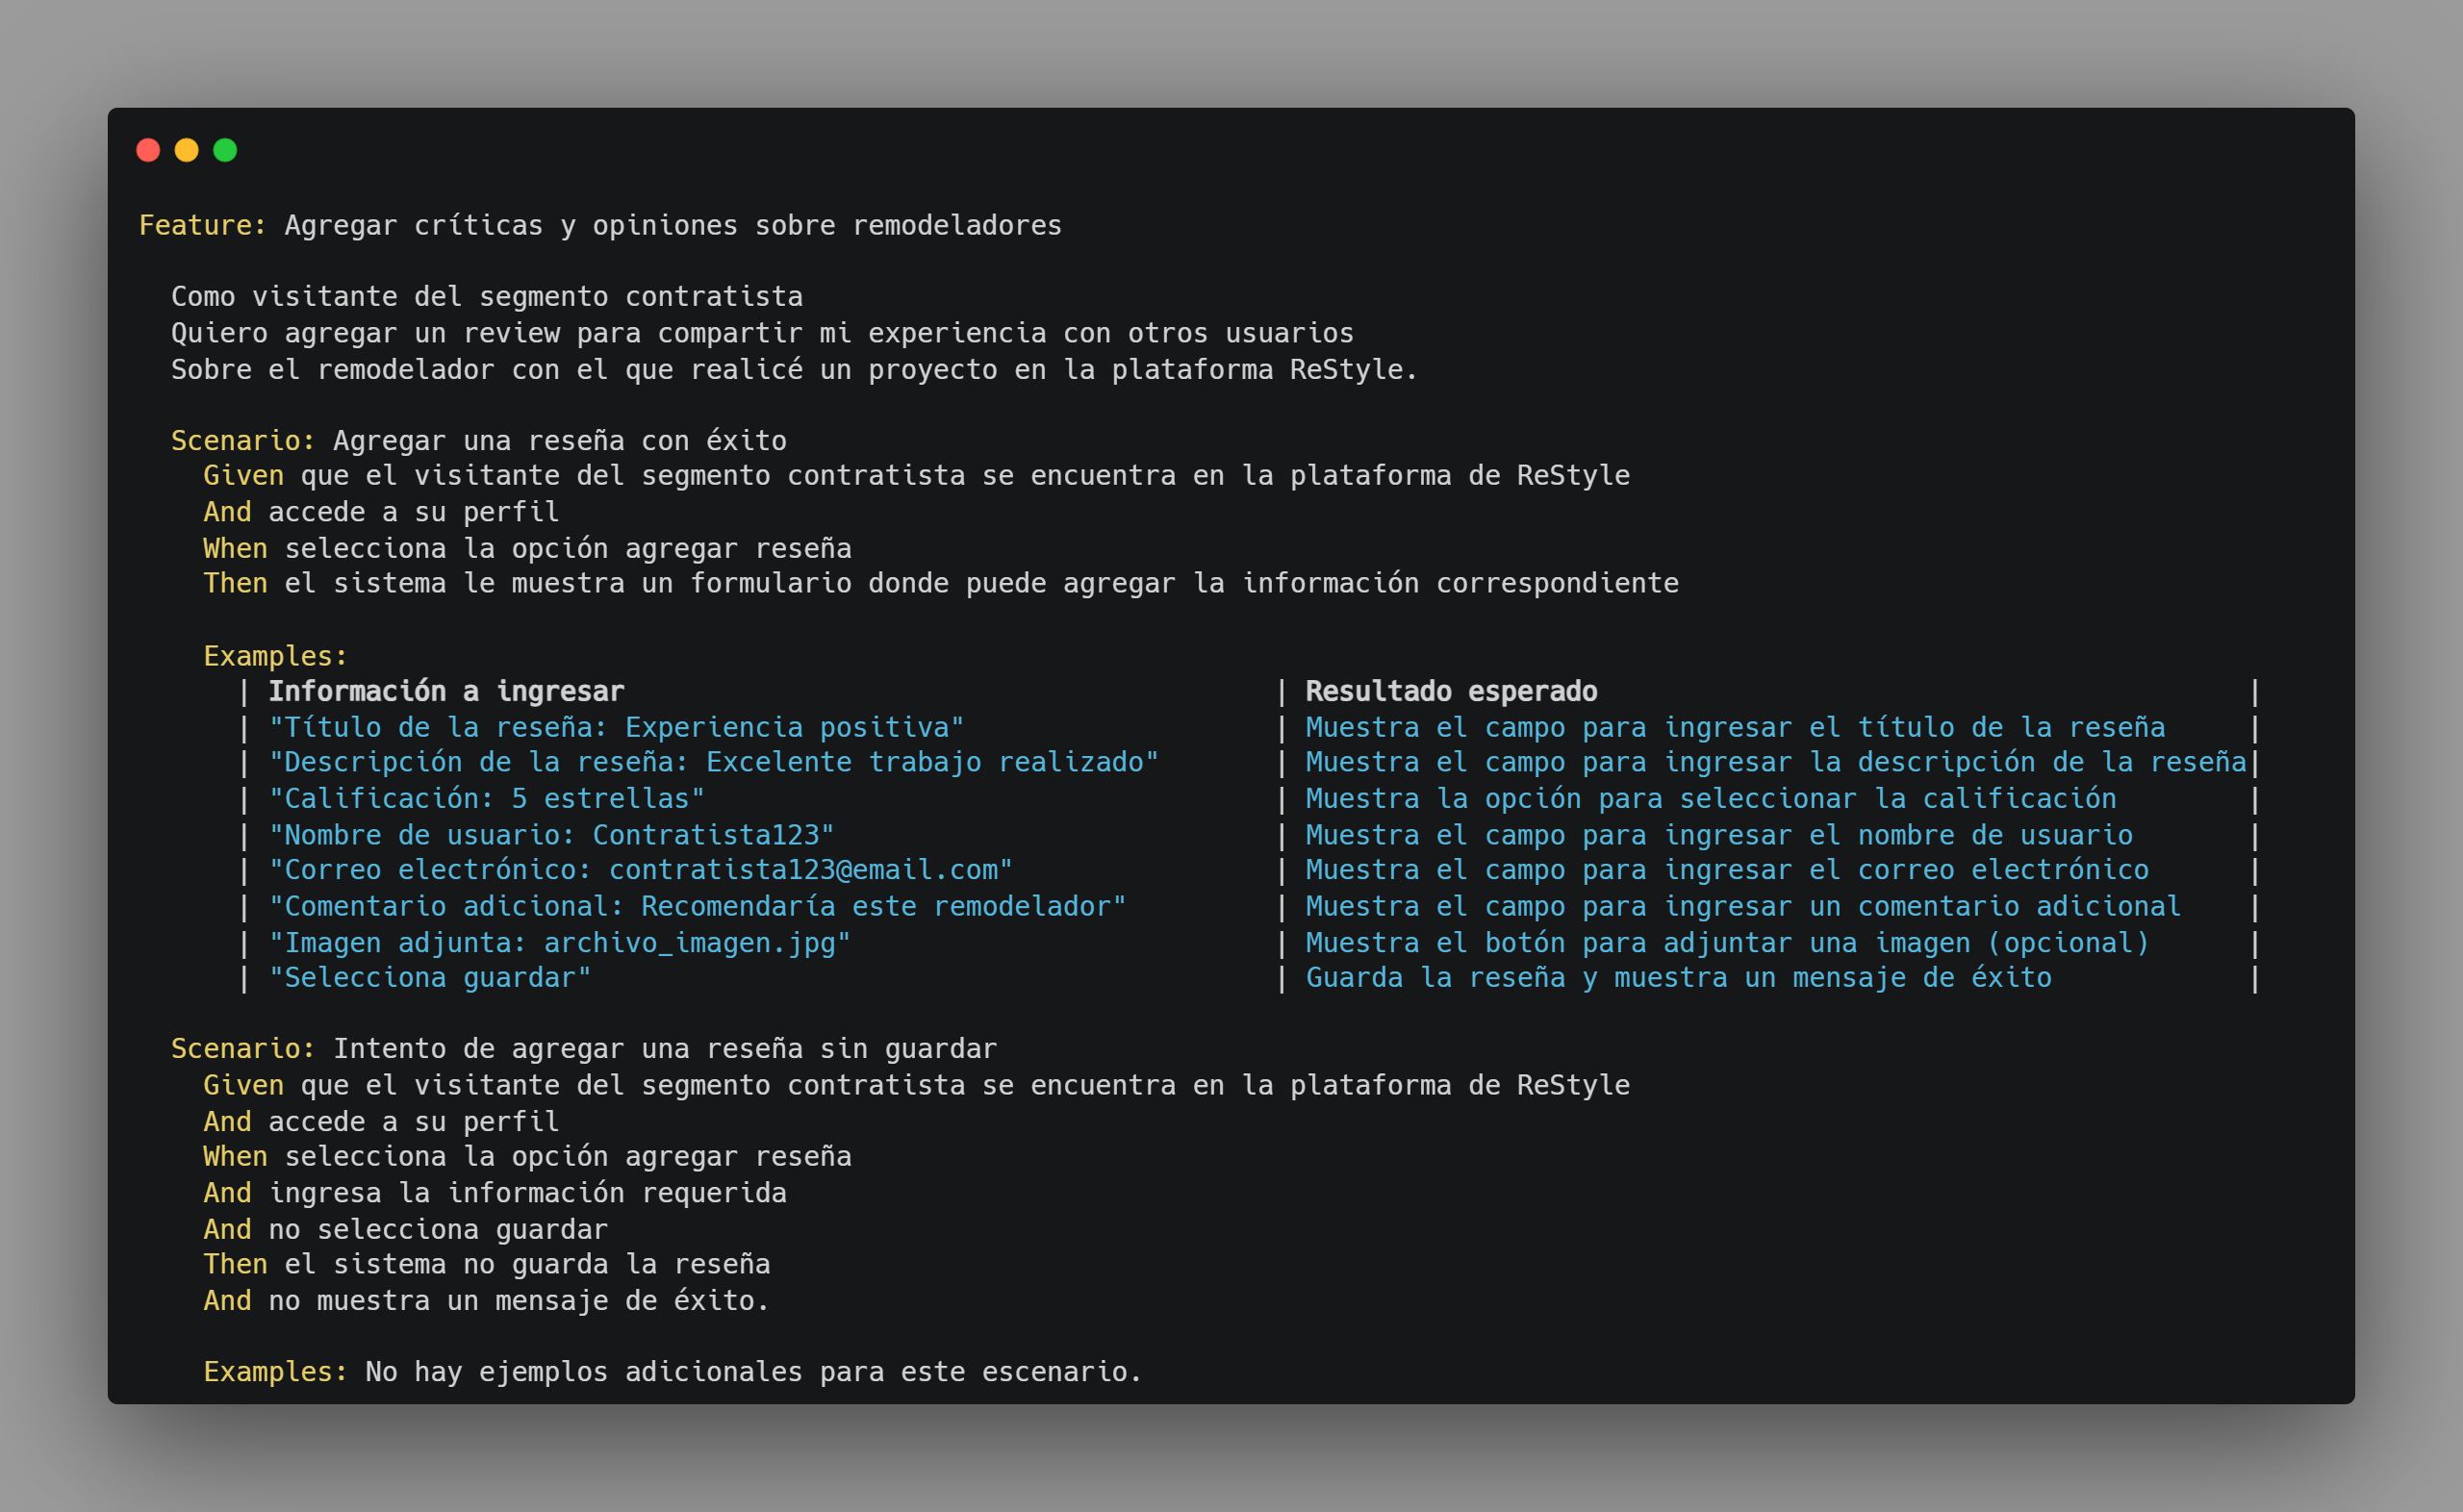 Feature: Agregar críticas y opiniones sobre remodeladores
Como visitante del segmento contratista
Quiero agregar un review para compartir mi experiencia con otros usuarios
Sobre el remodelador con el que realicé un proyecto en la plataforma ReStyle.
Scenario: Agregar una reseña con éxito
Given que el visitante del segmento contratista se encuentra en la plataforma de ReStyle
And accede a su perfil
When selecciona la opción agregar reseña
Then el sistema le muestra un formulario donde puede agregar la información correspondiente
Examples:
| Información a ingresar | Resultado esperado |
| "Título de la reseña: Experiencia positiva" | Muestra el campo para ingresar el título de la reseña |
| "Descripción de la reseña: Excelente trabajo realizado" | Muestra el campo para ingresar la descripción de la reseña|
| "Calificación: 5 estrellas" | Muestra la opción para seleccionar la calificación |
| "Nombre de usuario: Contratista123" | Muestra el campo para ingresar el nombre de usuario |
| "Correo electrónico: contratista123@email.com" | Muestra el campo para ingresar el correo electrónico |
| "Comentario adicional: Recomendaría este remodelador" | Muestra el campo para ingresar un comentario adicional |
| "Imagen adjunta: archivo_imagen.jpg" | Muestra el botón para adjuntar una imagen (opcional) |
| "Selecciona guardar" | Guarda la reseña y muestra un mensaje de éxito |
Scenario: Intento de agregar una reseña sin guardar
Given que el visitante del segmento contratista se encuentra en la plataforma de ReStyle
And accede a su perfil
When selecciona la opción agregar reseña
And ingresa la información requerida
And no selecciona guardar
Then el sistema no guarda la reseña
And no muestra un mensaje de éxito.
Examples: No hay ejemplos adicionales para este escenario.